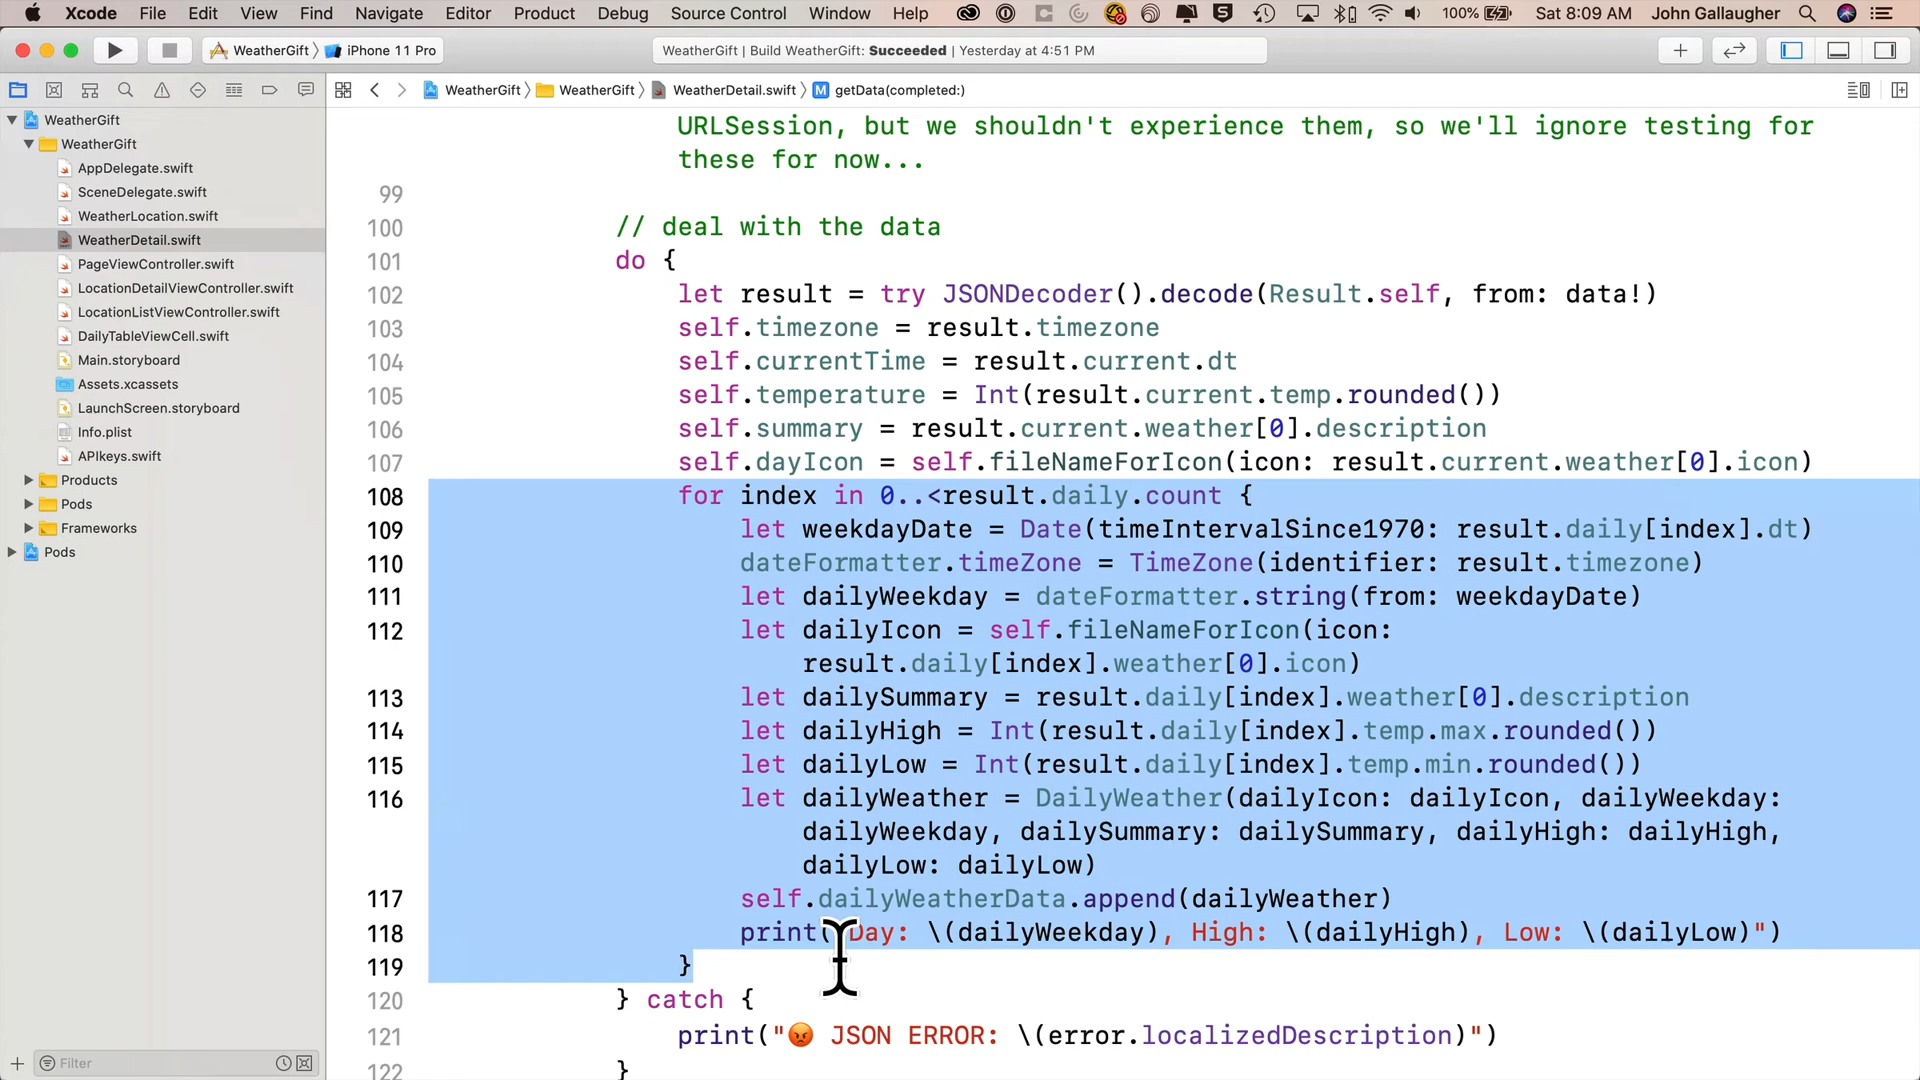 Xcode File Edit View Find Navigate Editor Product Debug Source Control Window Help 100% Sat 8:09 AM John Gallaugher
WeatherGift iPhone 11 Pro WeatherGift | Build WeatherGift: Succeeded | Yesterday at 4:51 PM
WeatherGift WeatherGift WeatherDetail.swift M getData(completed:)
WeatherGift
WeatherGift
AppDelegate.swift
SceneDelegate.swift
WeatherLocation.swift
WeatherDetail.swift
PageViewController.swift
LocationDetailViewController.swift
LocationListViewController.swift
DailyTableViewCell.swift
Main.storyboard
Assets.xcassets
LaunchScreen.storyboard
Info.plist
APIkeys.swift
Products
Pods
Frameworks
Pods
Filter
URLSession, but we shouldn't experience them, so we'll ignore testing for
these for now...
99
100 // deal with the data
101 do {
102 let result = try JSONDecoder().decode(Result.self, from: data!)
103 self.timezone = result.timezone
104 self.currentTime = result.current.dt
105 self.temperature = Int(result.current.temp.rounded())
106 self.summary = result.current.weather[0].description
107 self.dayIcon = self.fileNameForIcon(icon: result.current.weather[0].icon)
108 for index in 0..<result.daily.count {
109 let weekdayDate = Date(timeIntervalSince1970: result.daily[index].dt)
110 dateFormatter.timeZone = TimeZone(identifier: result.timezone)
111 let dailyWeekday = dateFormatter.string(from: weekdayDate)
112 let dailyIcon = self.fileNameForIcon(icon:
result.daily[index].weather[0].icon)
113 let dailySummary = result.daily[index].weather[0].description
114 let dailyHigh = Int(result.daily[index].temp.max.rounded())
115 let dailyLow = Int(result.daily[index].temp.min.rounded())
116 let dailyWeather = DailyWeather(dailyIcon: dailyIcon, dailyWeekday:
dailyWeekday, dailySummary: dailySummary, dailyHigh: dailyHigh,
dailyLow: dailyLow)
117 self.dailyWeatherData.append(dailyWeather)
118 print("Day: \(dailyWeekday), High: \(dailyHigh), Low: \(dailyLow)")
119 }
120 } catch {
121 print("😡 JSON ERROR: \(error.localizedDescription)")
122 }